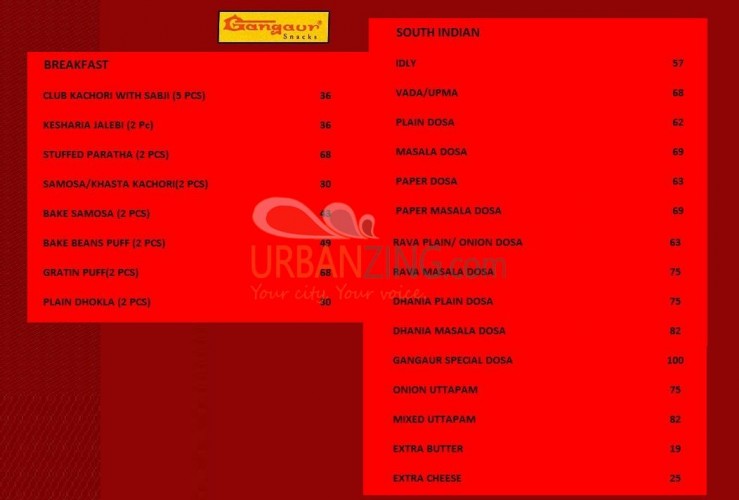 Gangaur
Snacks
BREAKFAST
CLUB KACHORI WITH SABJI (5 PCS) 36
KESHARIA JALEBI (2 Pc) 36
STUFFED PARATHA (2 PCS) 68
SAMOSA/KHASTA KACHORI(2 PCS) 30
BAKE SAMOSA (2 PCS)
BAKE BEANS PUFF (2 PCS) 49
GRATIN PUFF(2 PCS) 68
PLAIN DHOKLA (2 PCS) 30
SOUTH INDIAN
IDLY 57
VADA/UPMA 68
PLAIN DOSA 62
MASALA DOSA 69
PAPER DOSA 63
PAPER MASALA DOSA 69
RAVA PLAIN/ ONION DOSA 63
RAVA MASALA DOSA 75
DHANIA PLAIN DOSA 75
DHANIA MASALA DOSA 82
GANGAUR SPECIAL DOSA 100
ONION UTTAPAM 75
MIXED UTTAPAM 82
EXTRA BUTTER 19
EXTRA CHEESE 25
URBANZING.com
Your city. Your voice.